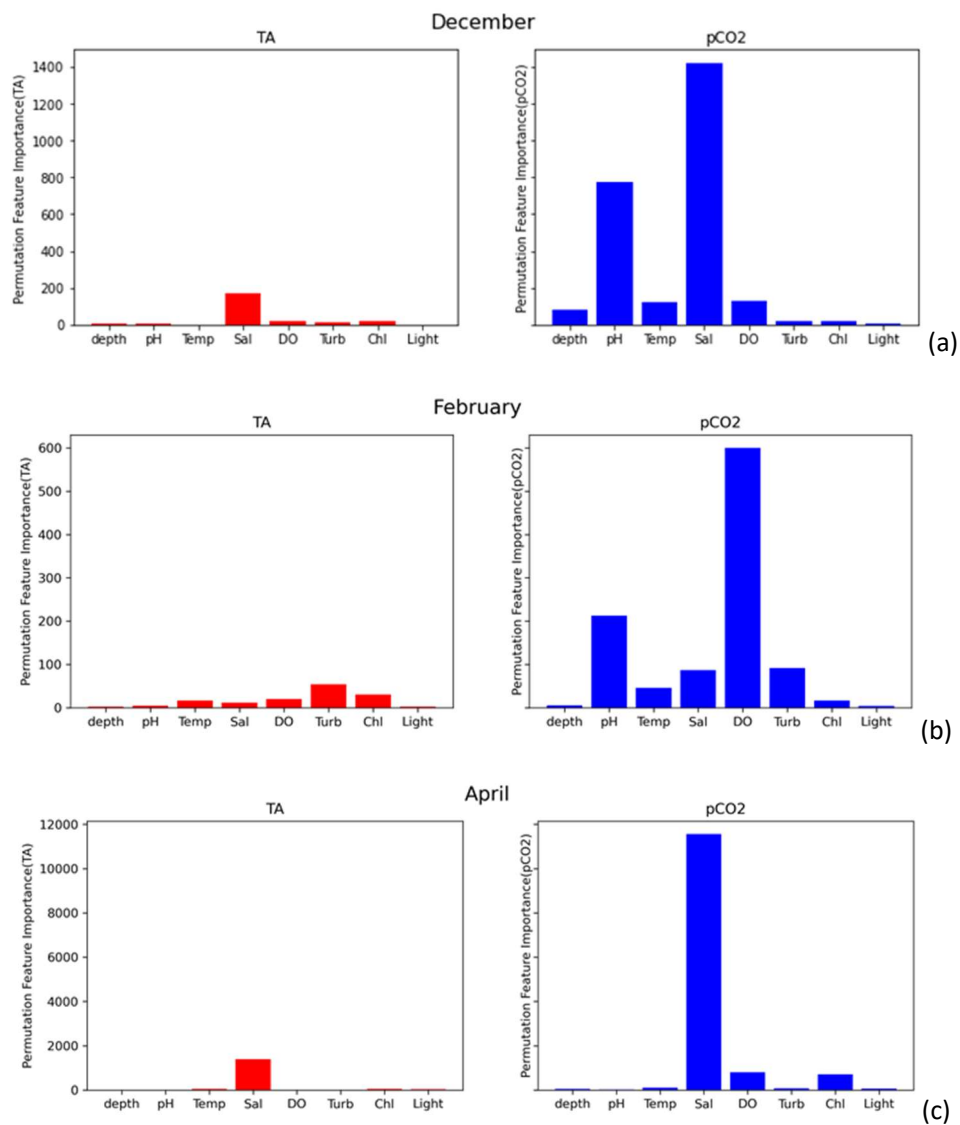 December
TA
pCO2
Permutation Feature Importance(TA)
1400
1200
1000
800
600
400
200
0
depth pH Temp Sal DO Turb Chl Light
Permutation Feature Importance(pCO2)
depth pH Temp Sal DO Turb Chl Light
(a)
February
TA
pCO2
Permutation Feature Importance(TA)
600
500
400
300
200
100
0
depth pH Temp Sal DO Turb Chl Light
Permutation Feature Importance(pCO2)
depth pH Temp Sal DO Turb Chl Light
(b)
April
TA
pCO2
Permutation Feature Importance(TA)
12000
10000
8000
6000
4000
2000
0
depth pH Temp Sal DO Turb Chl Light
Permutation Feature Importance(pCO2)
depth pH Temp Sal DO Turb Chl Light
(c)